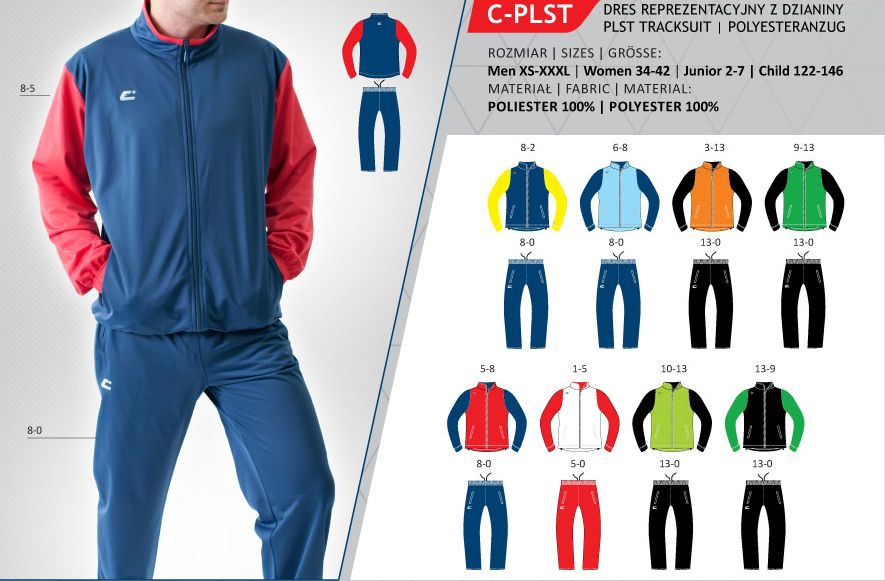 C-PLST
DRES REPREZENTACYJNY Z DZIANINY
PLST TRACKSUIT | POLYESTERANZUG
ROZMIAR | SIZES | GRÖSSE:
Men XS-XXXL | Women 34-42 | Junior 2-7 | Child 122-146
MATERIAŁ | FABRIC | MATERIAL:
POLIESTER 100% | POLYESTER 100%
8-5
8-0
8-2 6-8 3-13 9-13
8-0 8-0 13-0 13-0
5-8 1-5 10-13 13-9
8-0 5-0 13-0 13-0